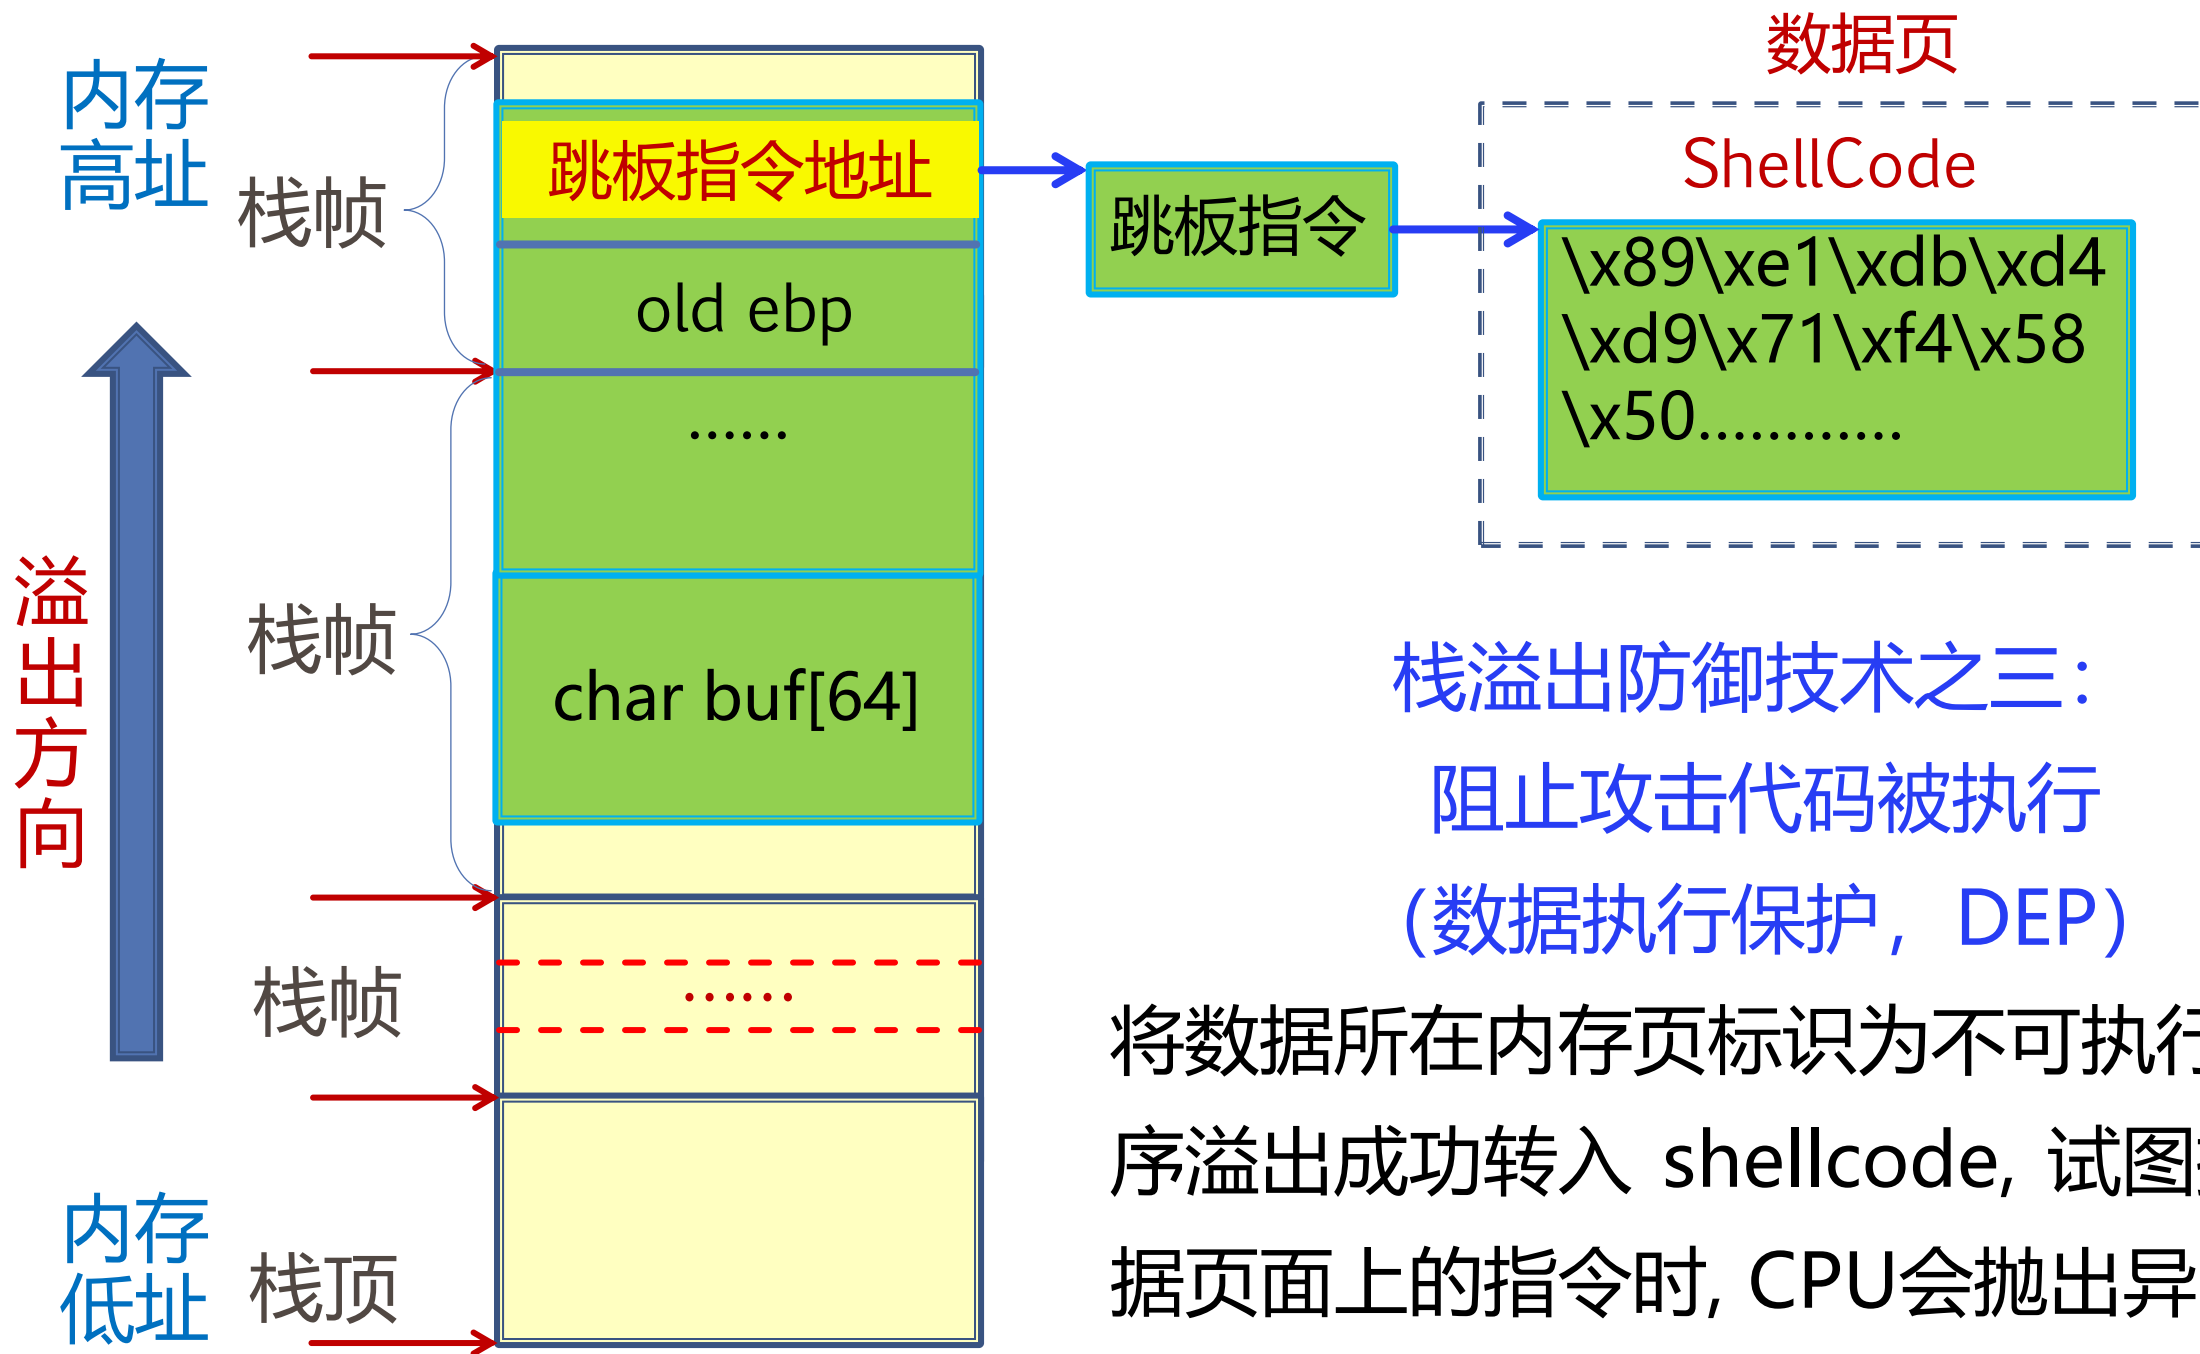 数据页
内存
高址
栈帧
跳板指令地址
跳板指令
ShellCode
\x89\xe1\xdb\xd4
\xd9\x71\xf4\x58
\x50............
old ebp
......
溢出方向
栈帧
char buf[64]
栈溢出防御技术之三：
阻止攻击代码被执行
（数据执行保护，DEP）
栈帧
......
将数据所在内存页标识为不可执行
序溢出成功转入 shellcode, 试图
据页面上的指令时, CPU会抛出异
内存
低址
栈顶